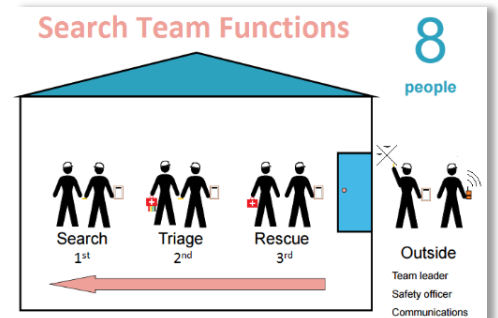 Search Team Functions
8
people
Search
1st
Triage
2nd
Rescue
3rd
Outside
Team leader
Safety officer
Communications